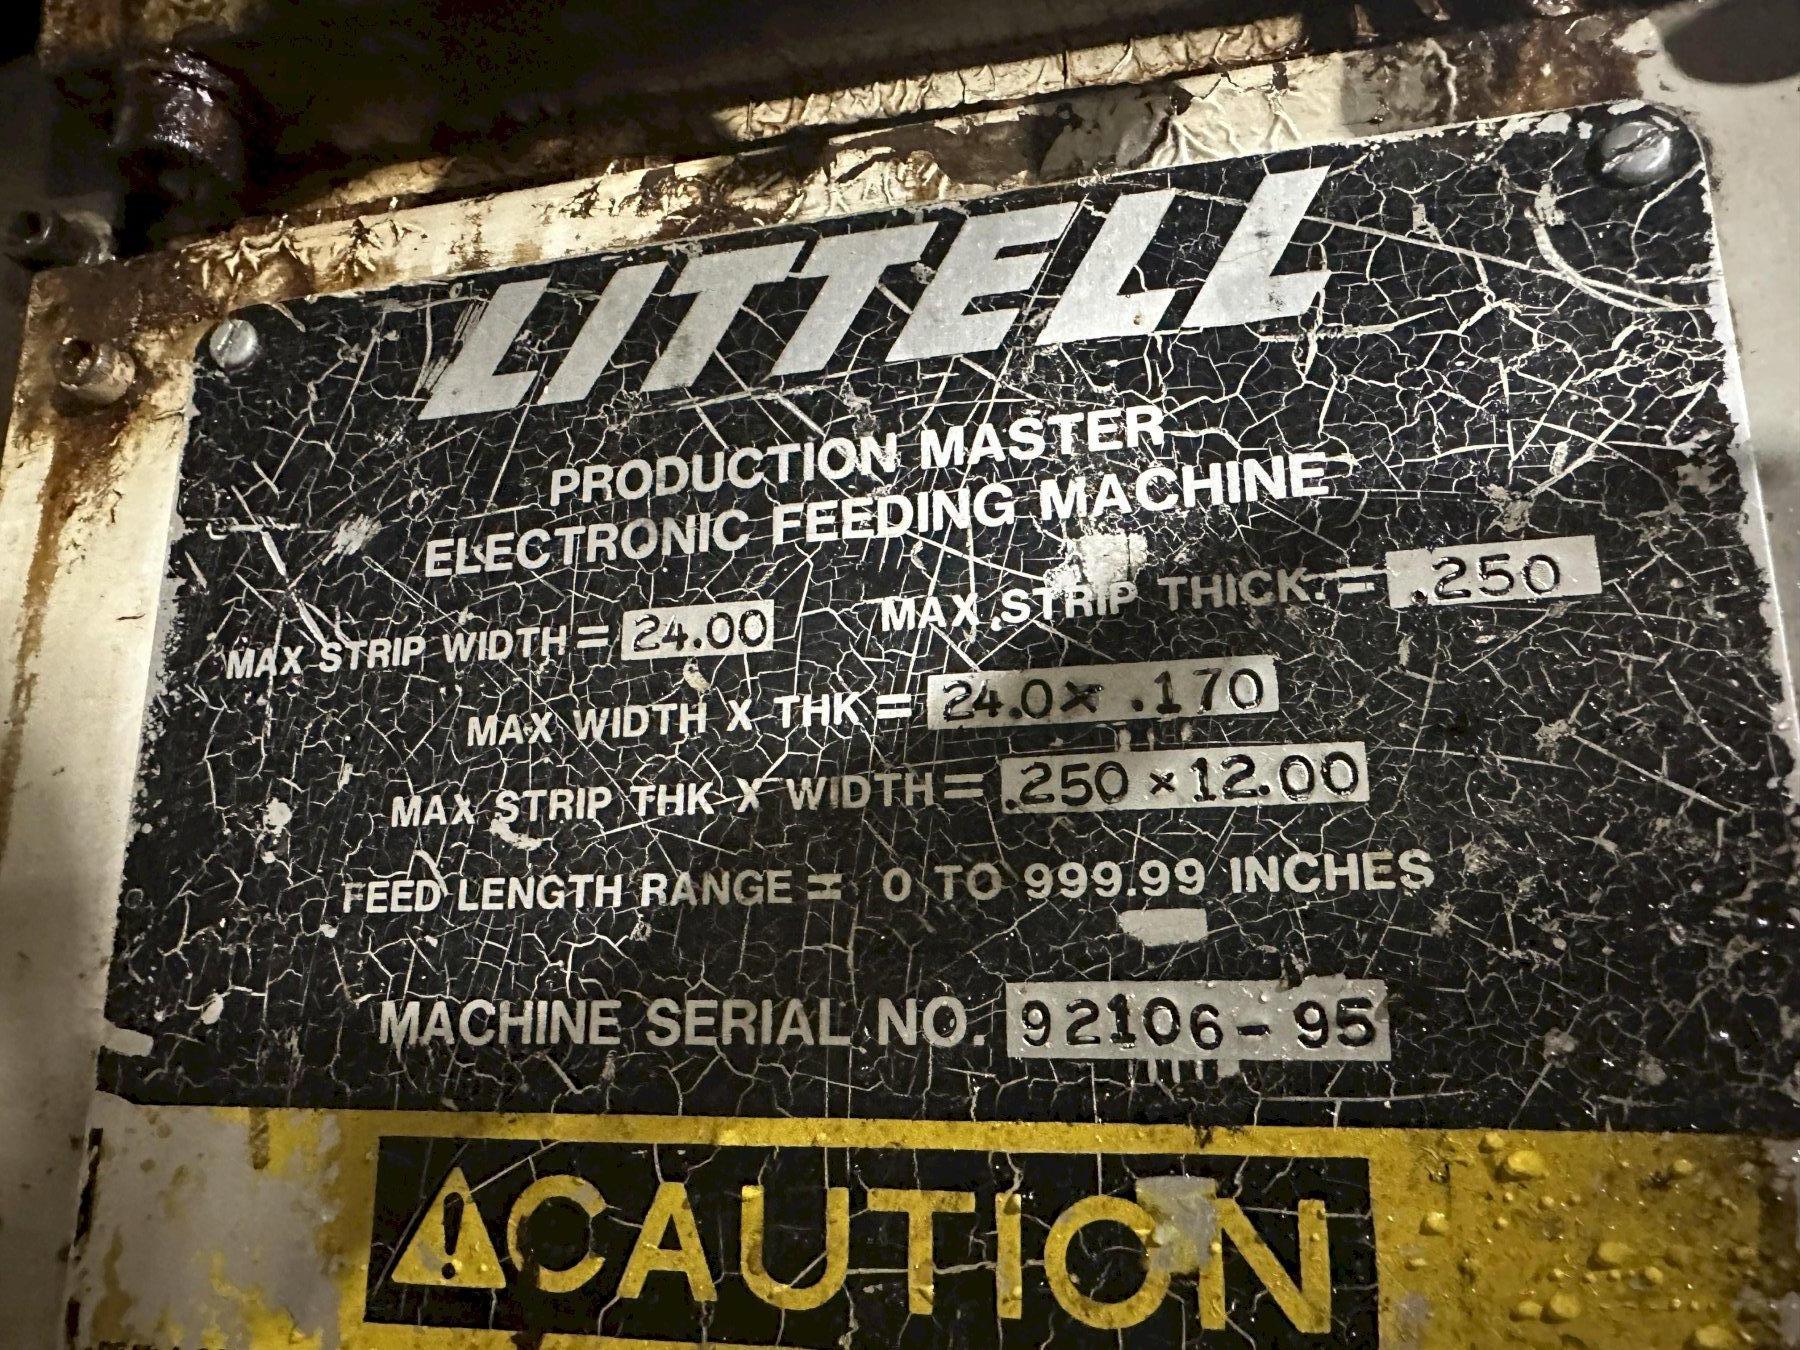 LITTELL
PRODUCTION MASTER
ELECTRONIC FEEDING MACHINE
MAX STRIP WIDTH = 24.00 MAX STRIP THICK. = .250
MAX WIDTH X THK = 24.0 x .170
MAX STRIP THK X WIDTH = .250 x 12.00
FEED LENGTH RANGE = 0 TO 999.99 INCHES
MACHINE SERIAL NO. 92106-95
CAUTION